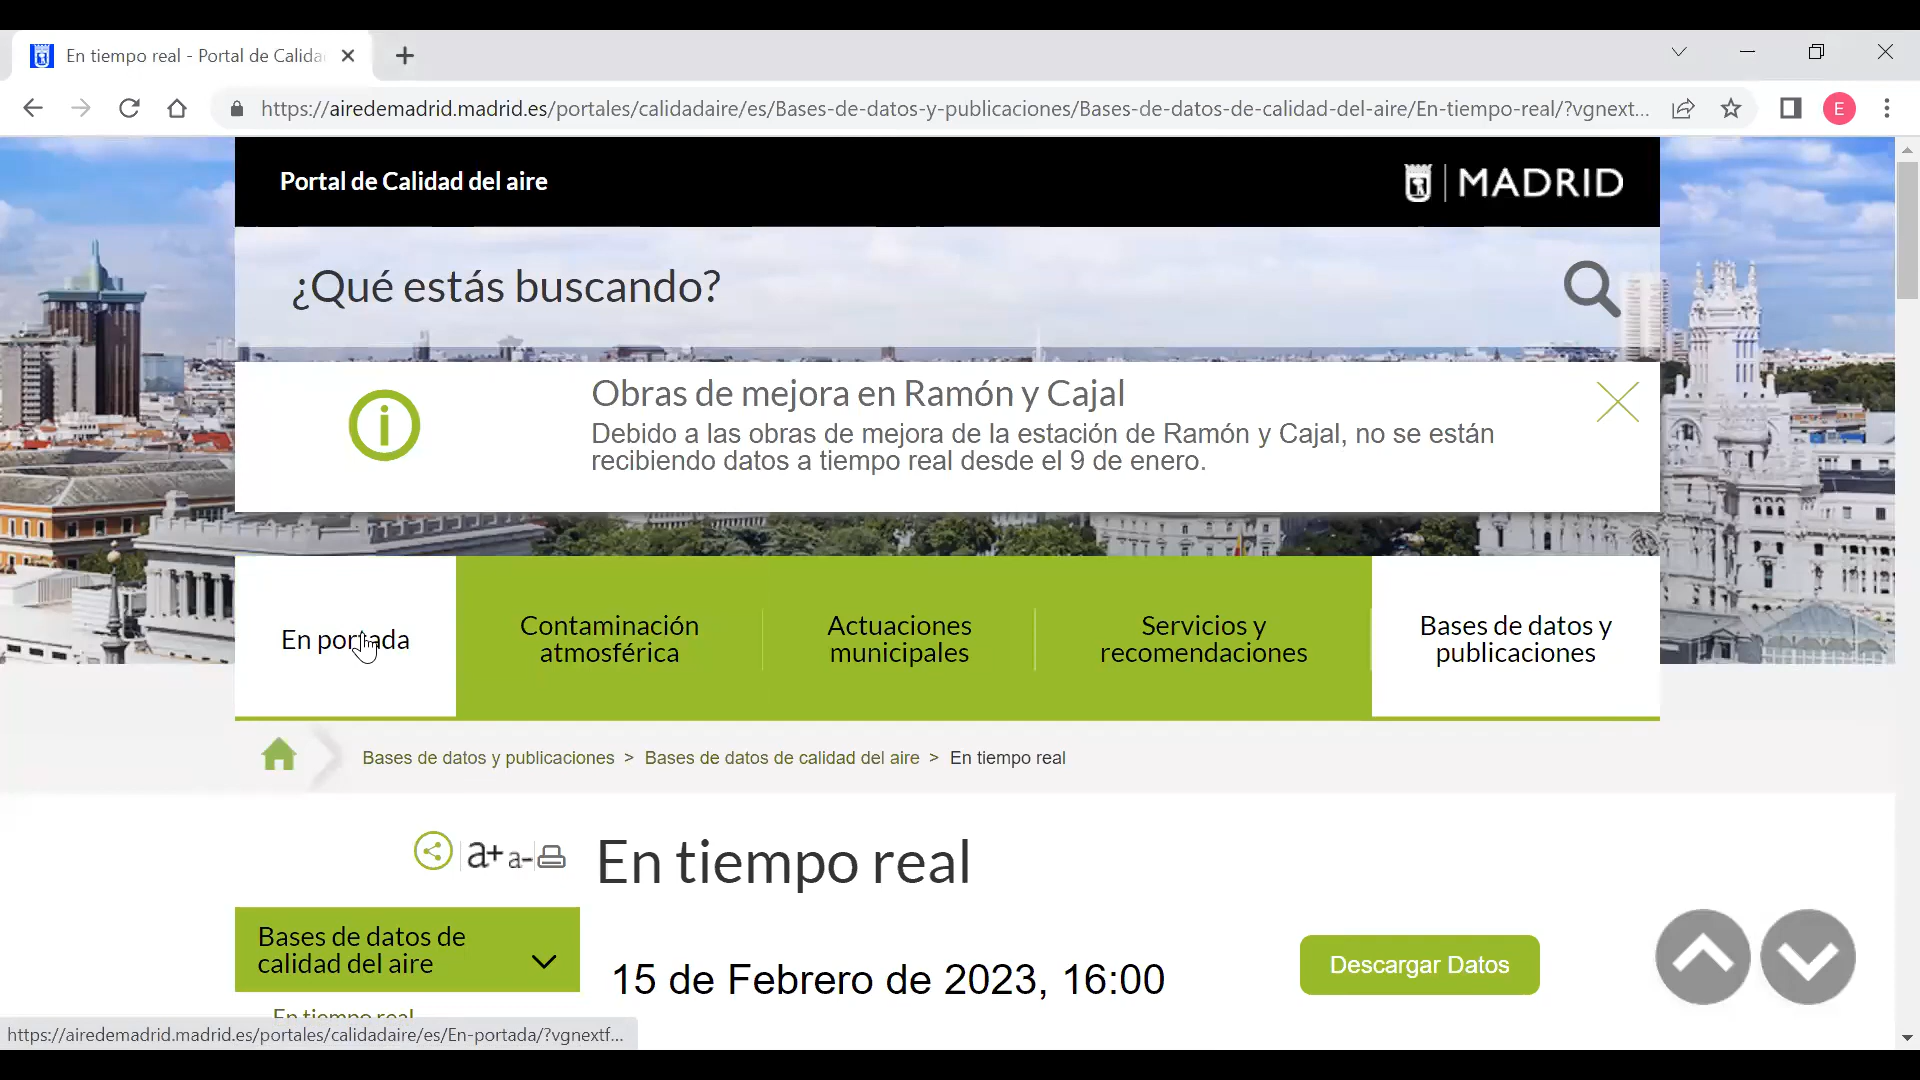 En tiempo real - Portal de Calida
https://airedemadrid.madrid.es/portales/calidadaire/es/Bases-de-datos-y-publicaciones/Bases-de-datos-de-calidad-del-aire/En-tiempo-real/?vgnext...
E
Portal de Calidad del aire
MADRID
¿Qué estás buscando?
Obras de mejora en Ramón y Cajal
Debido a las obras de mejora de la estación de Ramón y Cajal, no se están
recibiendo datos a tiempo real desde el 9 de enero.
En portada
Contaminación
atmosférica
Actuaciones
municipales
Servicios y
recomendaciones
Bases de datos y
publicaciones
Bases de datos y publicaciones > Bases de datos de calidad del aire > En tiempo real
a+ a-
En tiempo real
Bases de datos de
calidad del aire
15 de Febrero de 2023, 16:00
Descargar Datos
En tiempo real
https://airedemadrid.madrid.es/portales/calidadaire/es/En-portada/?vgnextf...